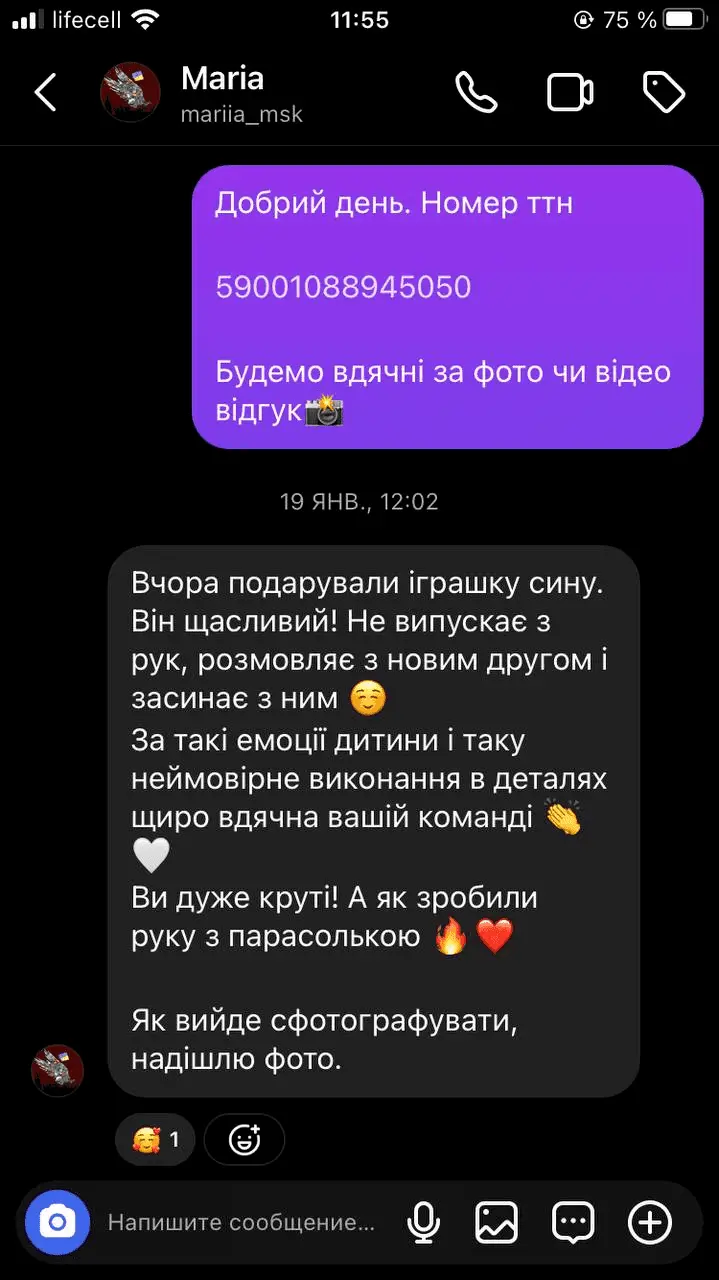 lifecell 11:55 75 %
Maria
mariia_msk
Добрий день. Номер ттн
59001088945050
Будемо вдячні за фото чи відео
відгук📸
19 ЯНВ., 12:02
Вчора подарували іграшку сину.
Він щасливий! Не випускає з
рук, розмовляє з новим другом і
засинає з ним ☺️
За такі емоції дитини і таку
неймовірне виконання в деталях
щиро вдячна вашій команді 👏
🤍
Ви дуже круті! А як зробили
руку з парасолькою 🔥❤️
Як вийде сфотографувати,
надішлю фото.
🥰 1
Напишите сообщение...